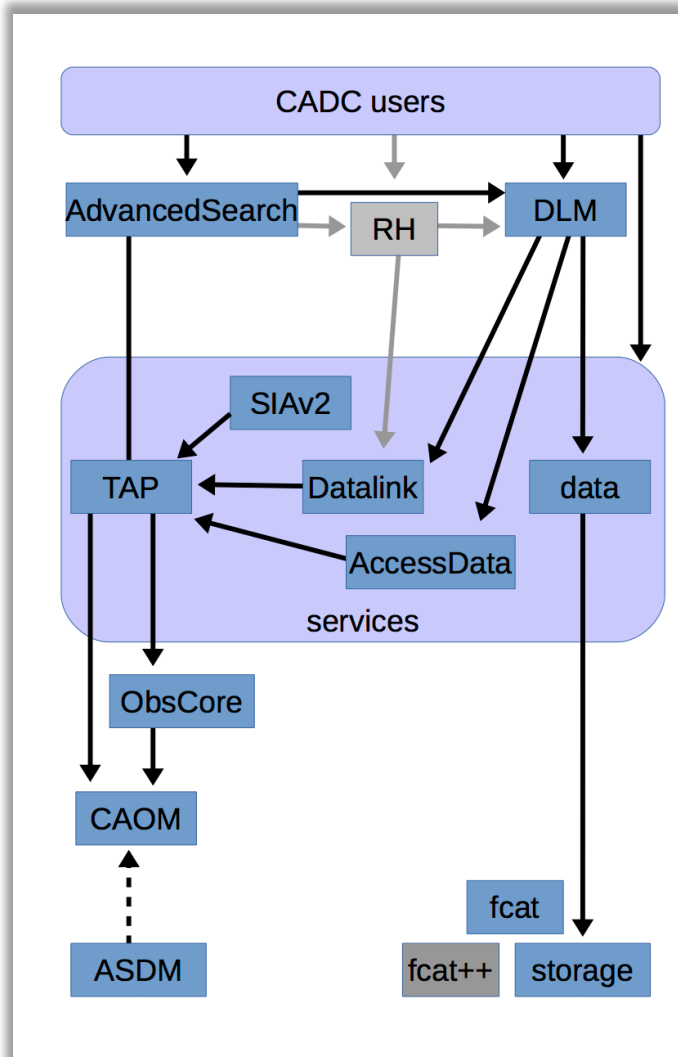 CADC users
AdvancedSearch
RH
DLM
SIAv2
TAP
Datalink
data
AccessData
services
ObsCore
CAOM
fcat
ASDM
fcat++
storage